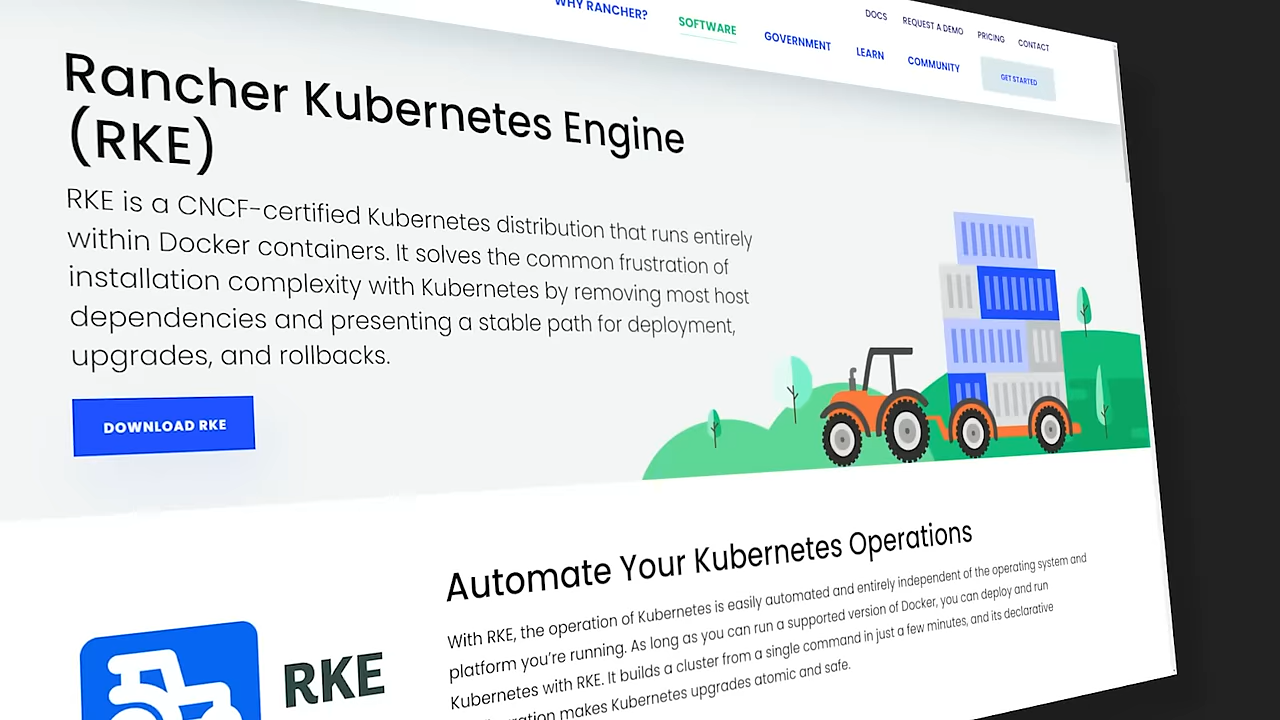 WHY RANCHER?
SOFTWARE
GOVERNMENT
LEARN
COMMUNITY
DOCS
REQUEST A DEMO
PRICING
CONTACT
GET STARTED
Rancher Kubernetes Engine
(RKE)
RKE is a CNCF-certified Kubernetes distribution that runs entirely
within Docker containers. It solves the common frustration of
installation complexity with Kubernetes by removing most host
dependencies and presenting a stable path for deployment,
upgrades, and rollbacks.
DOWNLOAD RKE
RKE
Automate Your Kubernetes Operations
With RKE, the operation of Kubernetes is easily automated and entirely independent of the operating system and
platform you're running. As long as you can run a supported version of Docker, you can deploy and run
Kubernetes with RKE. It builds a cluster from a single command in just a few minutes, and its declarative
makes Kubernetes upgrades atomic and safe.